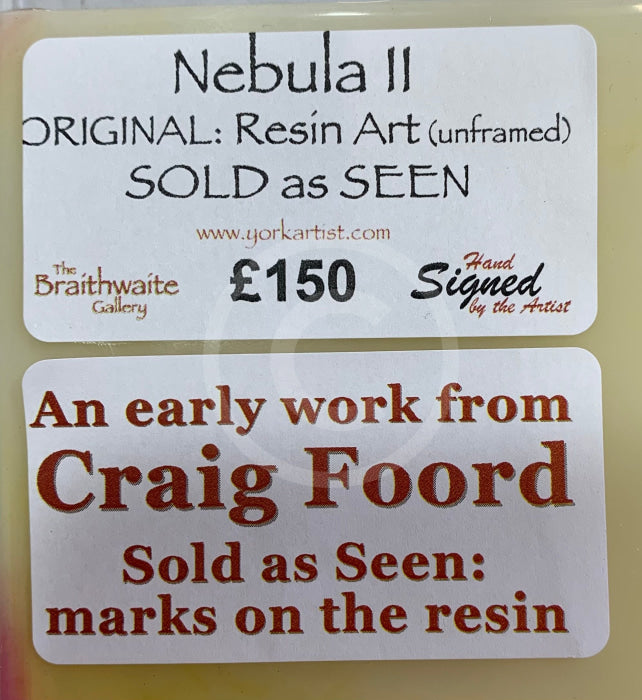 Nebula II
ORIGINAL: Resin Art (unframed)
SOLD as SEEN
www.yorkartist.com
The
Braithwaite
Gallery
£150
Hand
Signed
by the Artist
An early work from
Craig Foord
Sold as Seen:
marks on the resin